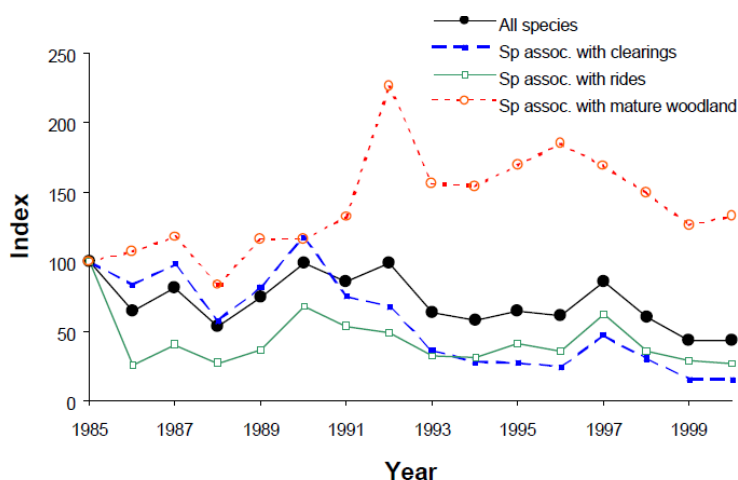 All species
Sp assoc. with clearings
Sp assoc. with rides
Sp assoc. with mature woodland
250
200
150
100
50
0
Index
1985 1987 1989 1991 1993 1995 1997 1999
Year